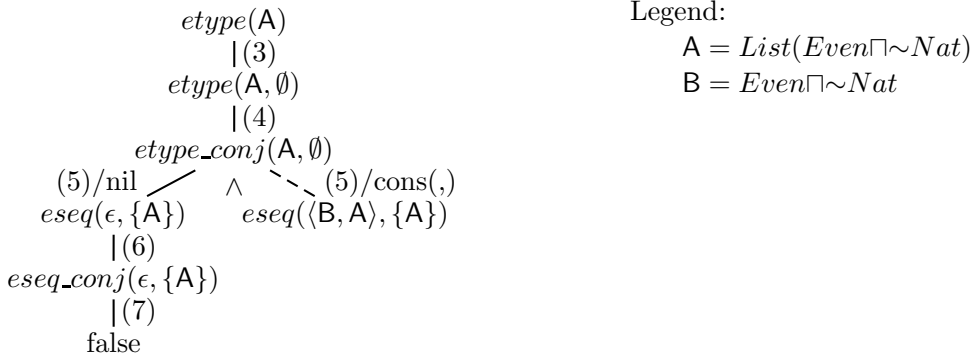 etype(A)
Legend:
(3)
A = List(Even⊓∼Nat)
etype(A, ∅)
B = Even⊓∼Nat
(4)
etype_conj(A, ∅)
(5)/nil ∧ (5)/cons(,)
eseq(ϵ, {A}) eseq(⟨B, A⟩, {A})
(6)
eseq_conj(ϵ, {A})
(7)
false